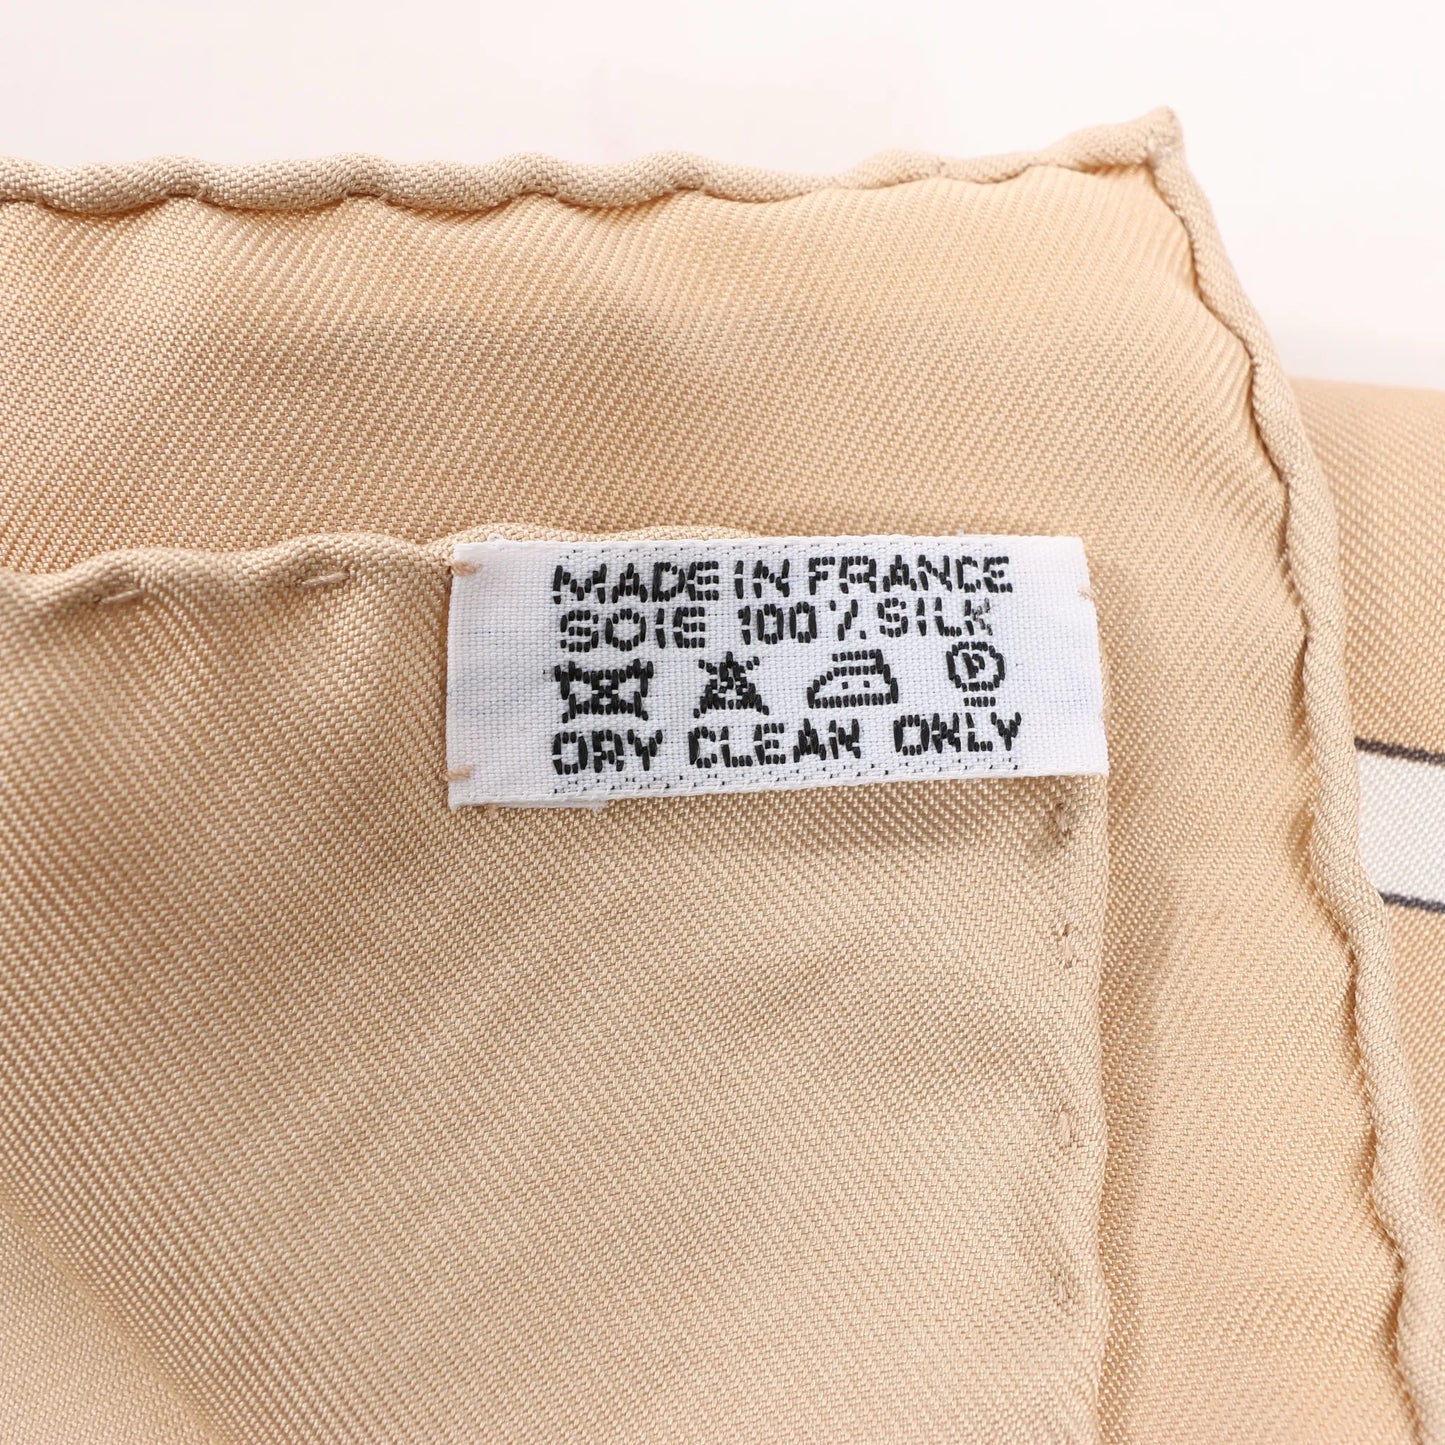 MADE IN FRANCE
SOIE 100% SILK
P
DRY CLEAN ONLY